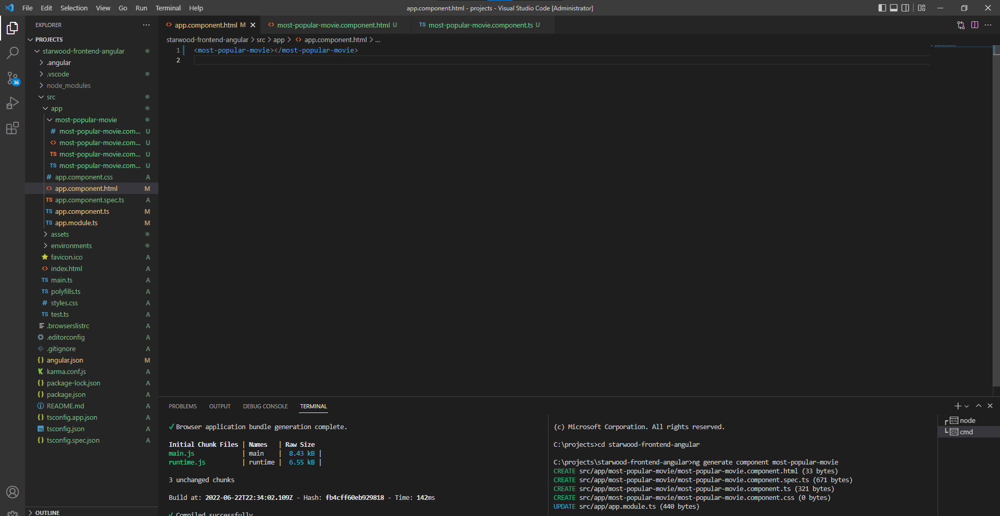 File Edit Selection View Go Run Terminal Help
app.component.html - projects - Visual Studio Code [Administrator]
EXPLORER
app.component.html M
most-popular-movie.component.html U
TS most-popular-movie.component.ts U
PROJECTS
starwood-frontend-angular > src > app > <> app.component.html > ...
starwood-frontend-angular
1 <most-popular-movie></most-popular-movie>
2
.angular
.vscode
36
node_modules
src
app
most-popular-movie
# most-popular-movie.com... U
<> most-popular-movie.com... U
TS most-popular-movie.com... U
TS most-popular-movie.com... U
# app.component.css A
<> app.component.html M
TS app.component.spec.ts A
TS app.component.ts M
TS app.module.ts M
assets
environments
favicon.ico A
<> index.html A
TS main.ts A
TS polyfills.ts A
# styles.css A
TS test.ts A
.browserslistrc A
.editorconfig A
.gitignore A
{} angular.json M
karma.conf.js A
{} package-lock.json A
{} package.json A
README.md A
{} tsconfig.app.json A
TS tsconfig.json A
{} tsconfig.spec.json A
OUTLINE
PROBLEMS OUTPUT DEBUG CONSOLE TERMINAL
✓ Browser application bundle generation complete.
Initial Chunk Files | Names | Raw Size
main.js | main | 8.43 kB |
runtime.js | runtime | 6.55 kB |
3 unchanged chunks
Build at: 2022-06-22T22:34:02.109Z - Hash: fb4cff60eb929818 - Time: 142ms
✓ Compiled successfully.
(c) Microsoft Corporation. All rights reserved.
C:\projects>cd starwood-frontend-angular
C:\projects\starwood-frontend-angular>ng generate component most-popular-movie
CREATE src/app/most-popular-movie/most-popular-movie.component.html (33 bytes)
CREATE src/app/most-popular-movie/most-popular-movie.component.spec.ts (671 bytes)
CREATE src/app/most-popular-movie/most-popular-movie.component.ts (321 bytes)
CREATE src/app/most-popular-movie/most-popular-movie.component.css (0 bytes)
UPDATE src/app/app.module.ts (440 bytes)
node
cmd